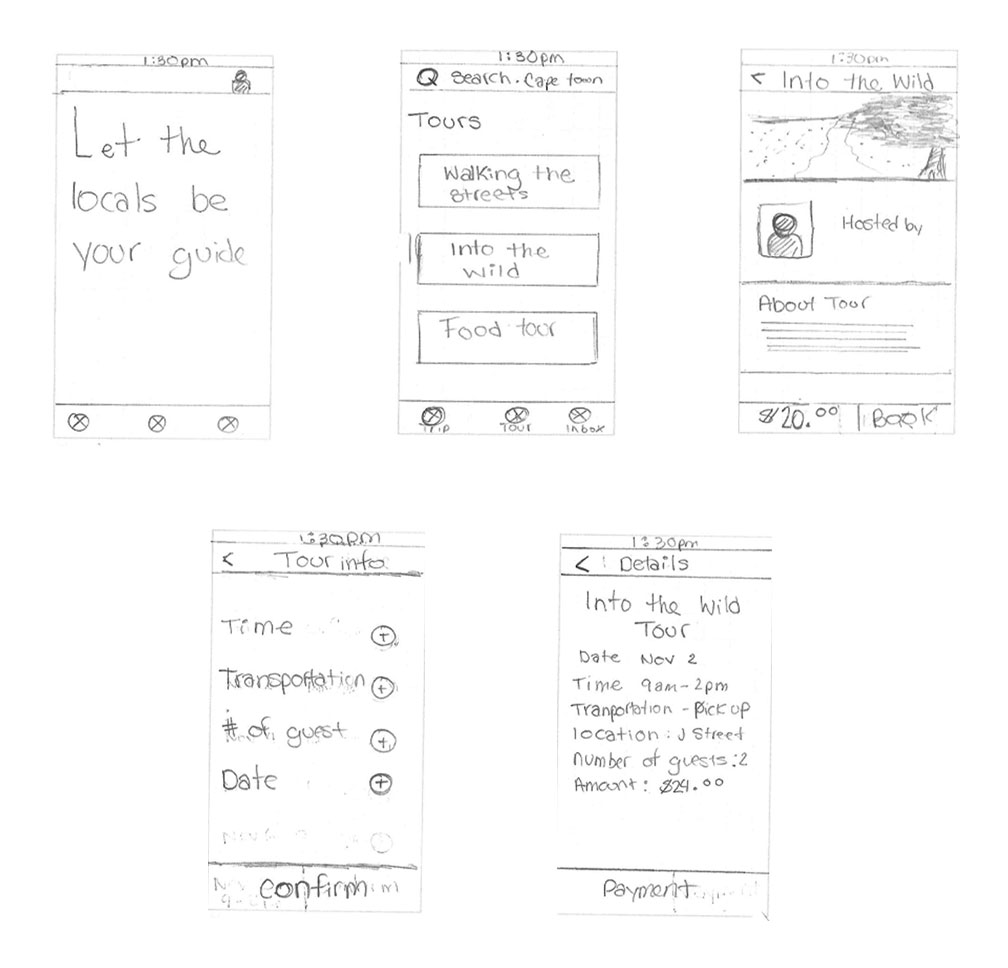 1:30pm
Let the
locals be
your guide
1:30pm
Search. Cape town
Tours
Walking the
streets
Into the
wild
Food tour
Trip Tour Inbox
1:30pm
< Into the Wild
Hosted by
About Tour
$20.00 | Book
1:30pm
< Tour info
Time +
Transportation +
# of guest +
Date +
confirm
1:30pm
< Details
Into the Wild
Tour
Date Nov 2
Time 9am-2pm
Tranportation - Pick up
location : J Street
number of guests:2
Amount: $24.00
Payment